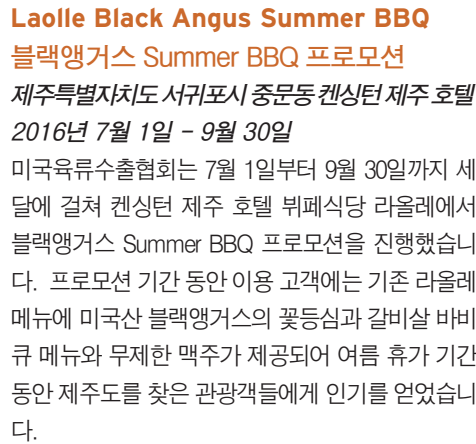 Laolle Black Angus Summer BBQ
블랙앵거스 Summer BBQ 프로모션
제주특별자치도 서귀포시 중문동 켄싱턴 제주 호텔
2016년 7월 1일 – 9월 30일
미국육류수출협회는 7월 1일부터 9월 30일까지 세
달에 걸쳐 켄싱턴 제주 호텔 뷔페식당 라올레에서
블랙앵거스 Summer BBQ 프로모션을 진행했습니
다. 프로모션 기간 동안 이용 고객에는 기존 라올레
메뉴에 미국산 블랙앵거스의 꽃등심과 갈비살 바비
큐 메뉴와 무제한 맥주가 제공되어 여름 휴가 기간
동안 제주도를 찾은 관광객들에게 인기를 얻었습니
다.